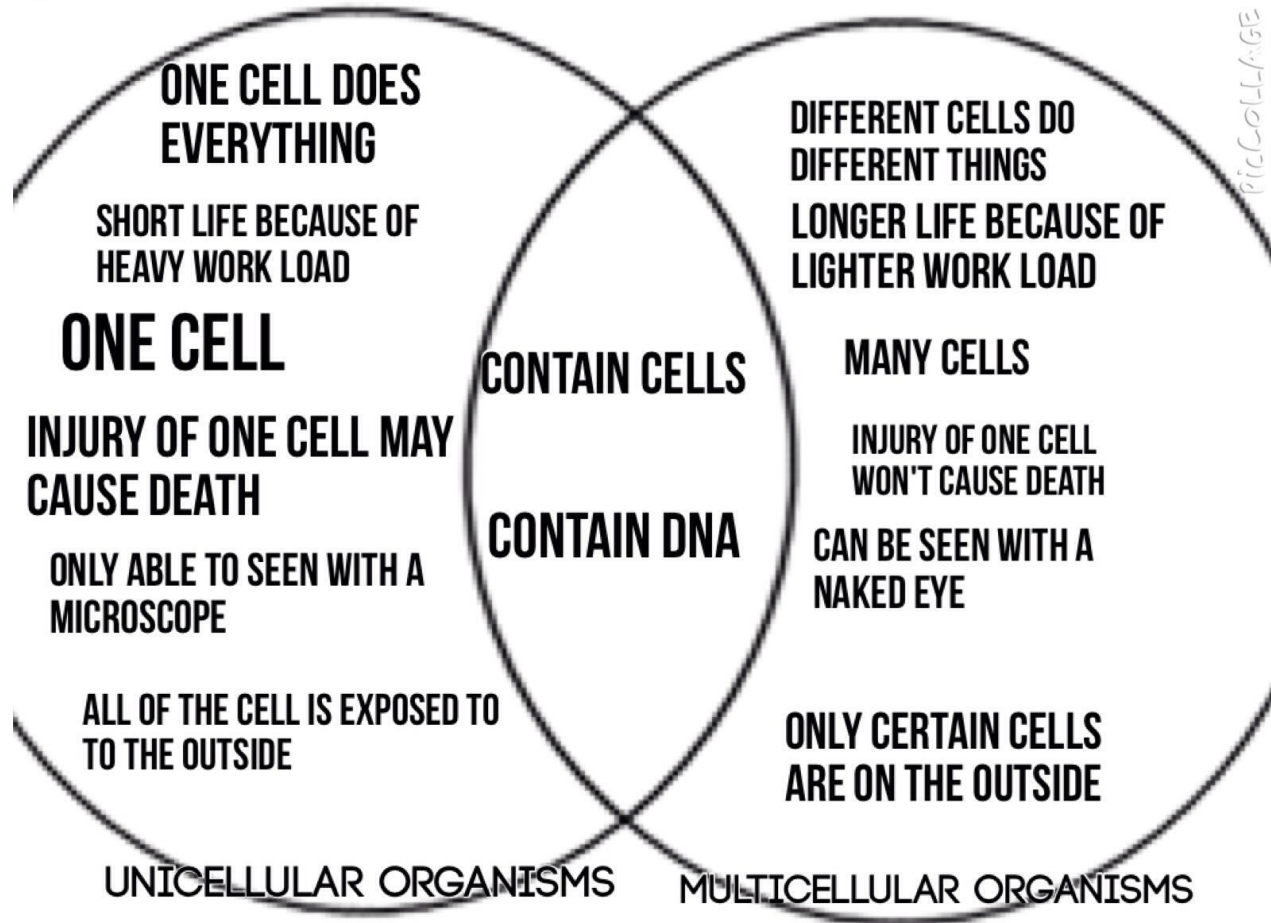 ONE CELL DOES
EVERYTHING
SHORT LIFE BECAUSE OF
HEAVY WORK LOAD
ONE CELL
INJURY OF ONE CELL MAY
CAUSE DEATH
ONLY ABLE TO SEEN WITH A
MICROSCOPE
ALL OF THE CELL IS EXPOSED TO
TO THE OUTSIDE
UNICELLULAR ORGANISMS
CONTAIN CELLS
CONTAIN DNA
DIFFERENT CELLS DO
DIFFERENT THINGS
LONGER LIFE BECAUSE OF
LIGHTER WORK LOAD
MANY CELLS
INJURY OF ONE CELL
WON'T CAUSE DEATH
CAN BE SEEN WITH A
NAKED EYE
ONLY CERTAIN CELLS
ARE ON THE OUTSIDE
MULTICELLULAR ORGANISMS
PIC COLLAGE